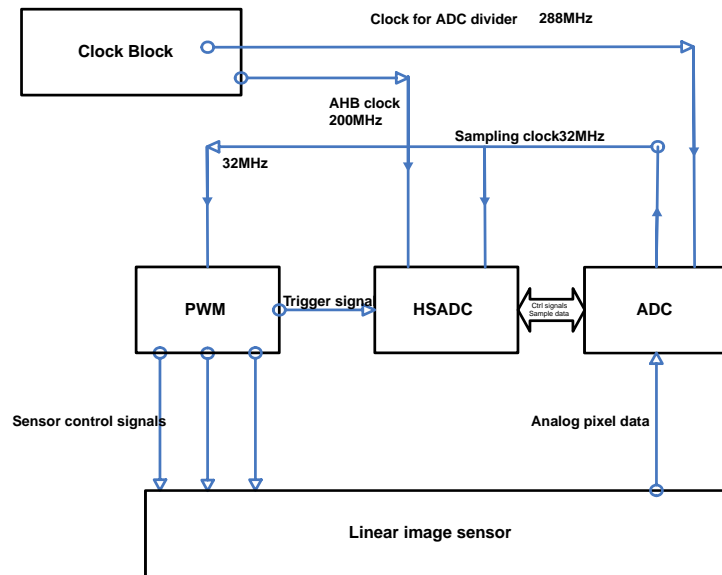 Clock for ADC divider 288MHz
Clock Block
AHB clock
200MHz
Sampling clock32MHz
32MHz
PWM
Trigger signal
HSADC
Ctrl signals
Sample data
ADC
Sensor control signals
Analog pixel data
Linear image sensor